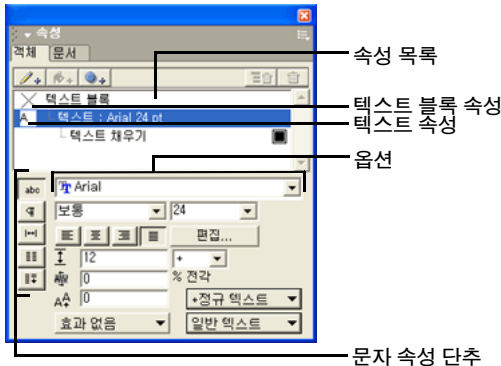 속성
객체 문서
속성 목록
텍스트 블록
텍스트 블록 속성
A 텍스트 : Arial 24 pt
텍스트 속성
텍스트 채우기
옵션
abc
Arial
보통 24
편집...
12 +
0 % 전각
0 +정규 텍스트
효과 없음 일반 텍스트
문자 속성 단추